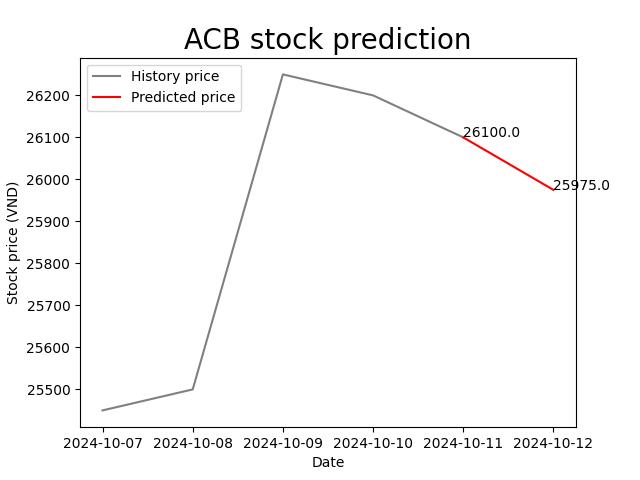 ACB stock prediction
History price
Predicted price
26200
26100
26000
25900
25800
25700
25600
25500
Stock price (VND)
26100.0
25975.0
2024-10-07 2024-10-08 2024-10-09 2024-10-10 2024-10-11 2024-10-12
Date